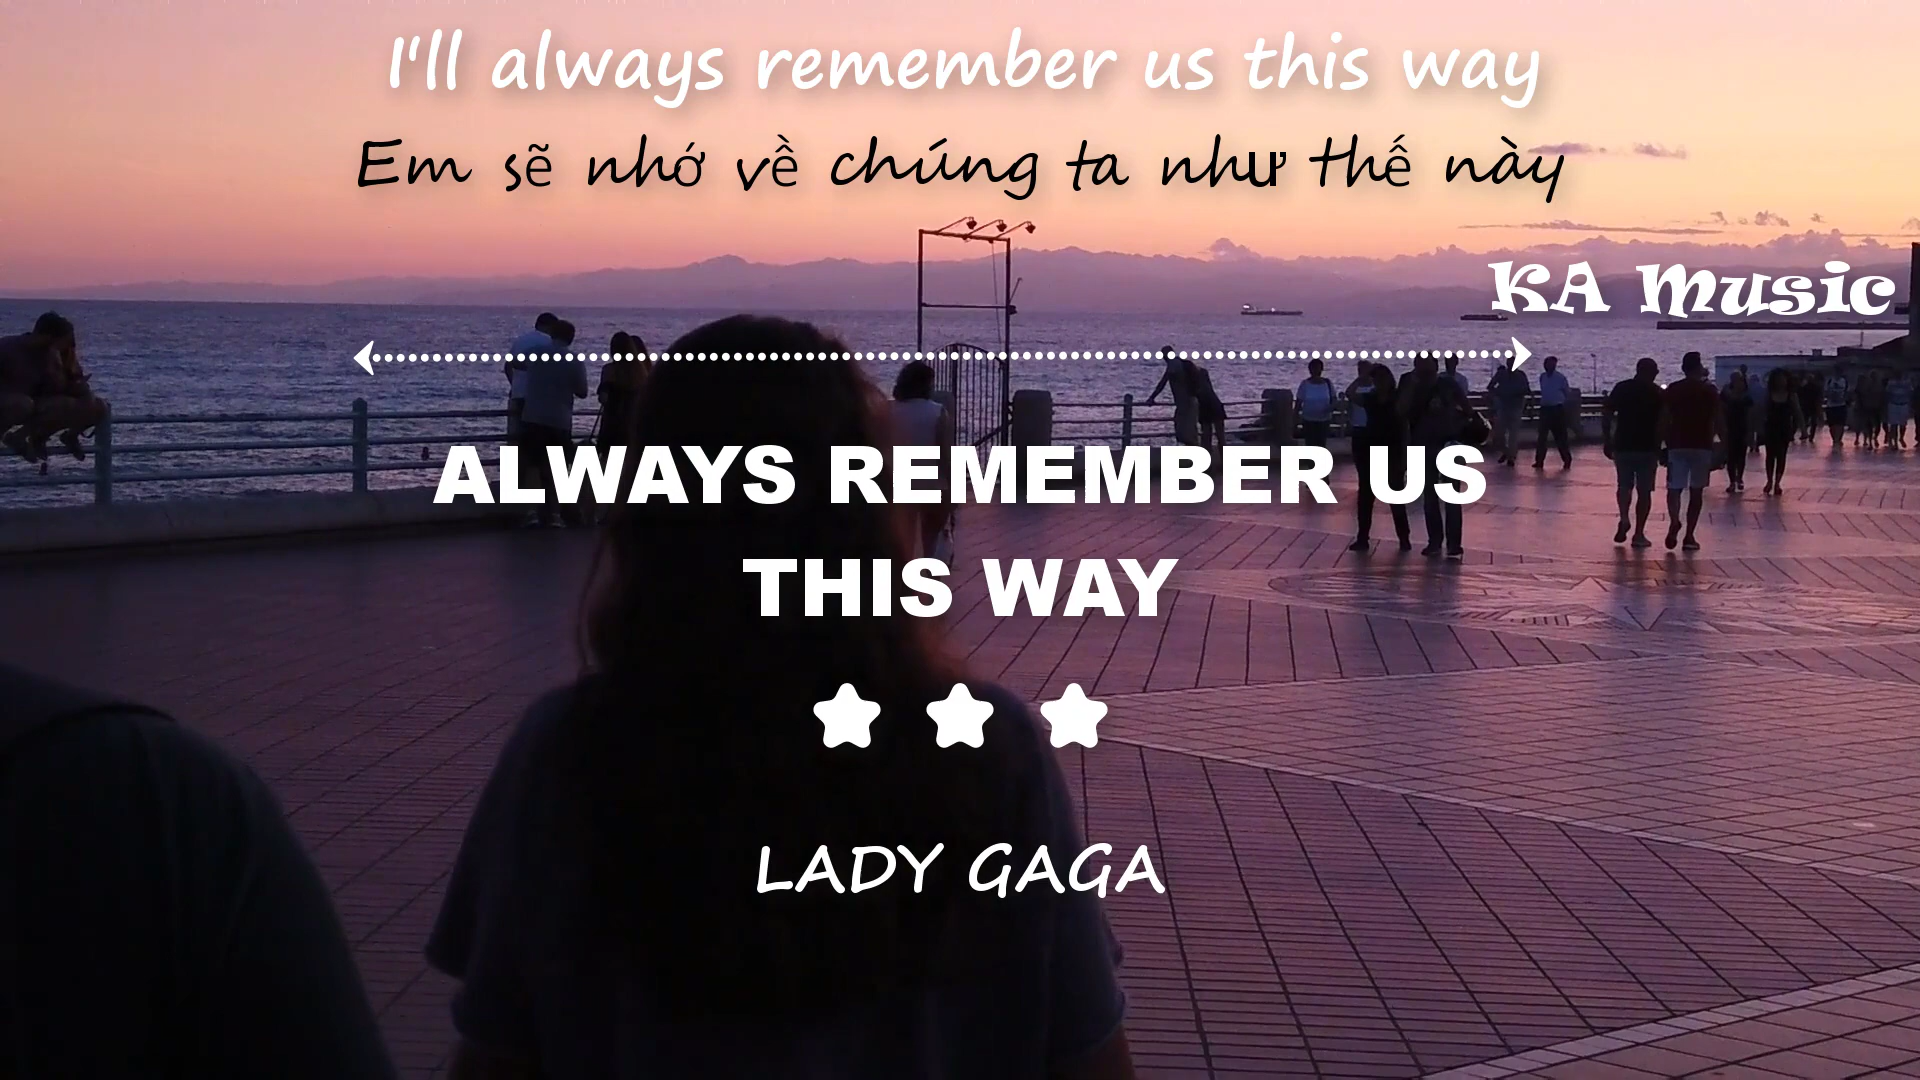 I'll always remember us this way
Em sẽ nhớ về chúng ta như thế này
KA Music
ALWAYS REMEMBER US
THIS WAY
LADY GAGA